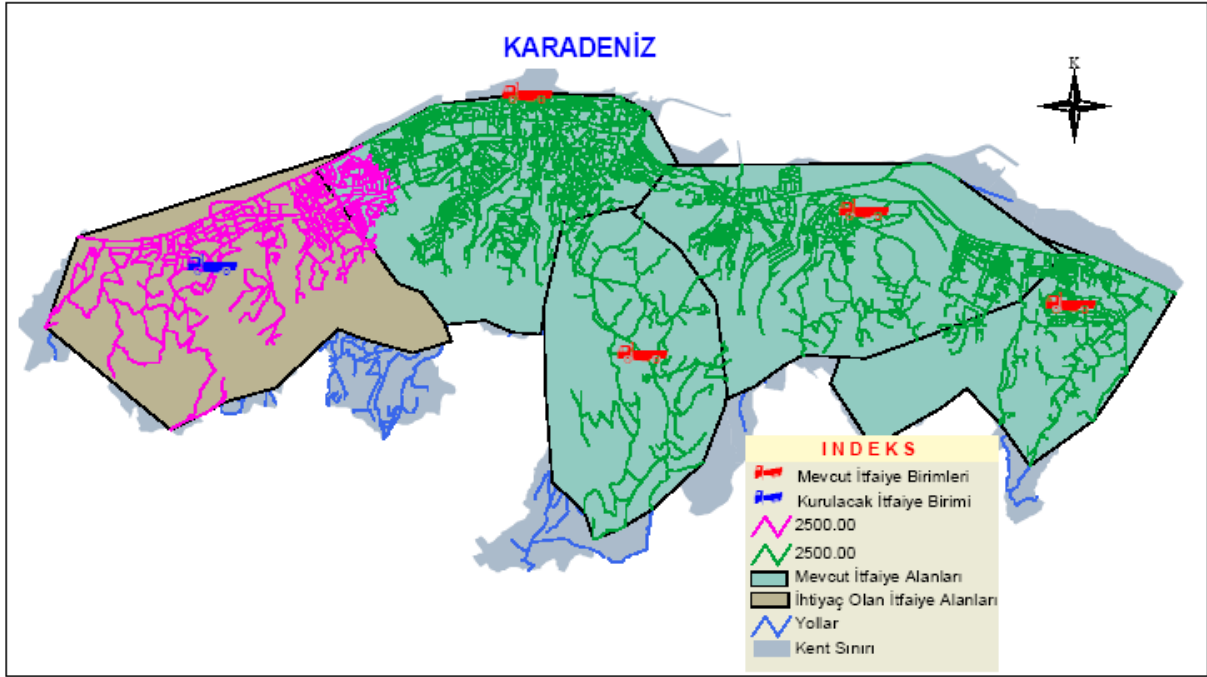 KARADENİZ
K
INDEKS
Mevcut İtfaiye Birimleri
Kurulacak İtfaiye Birimi
2500.00
2500.00
Mevcut İtfaiye Alanları
İhtiyaç Olan İtfaiye Alanları
Yollar
Kent Sınırı